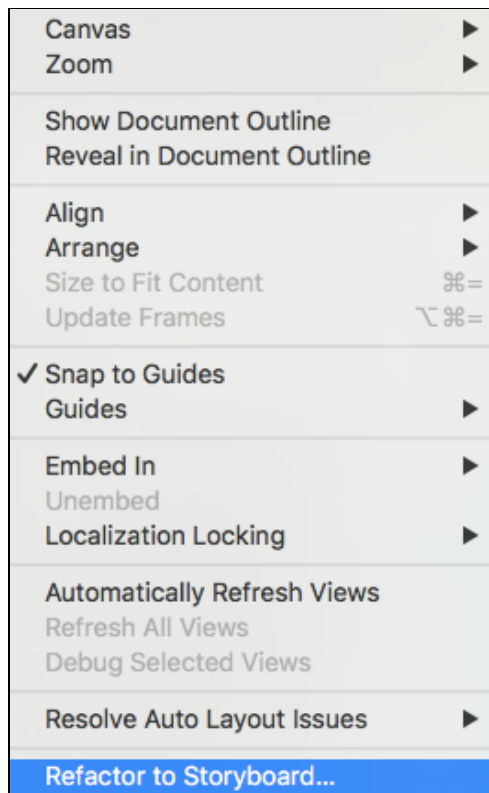 Canvas
Zoom
Show Document Outline
Reveal in Document Outline
Align
Arrange
Size to Fit Content ⌘=
Update Frames ⌥⌘=
✓ Snap to Guides
Guides
Embed In
Unembed
Localization Locking
Automatically Refresh Views
Refresh All Views
Debug Selected Views
Resolve Auto Layout Issues
Refactor to Storyboard...